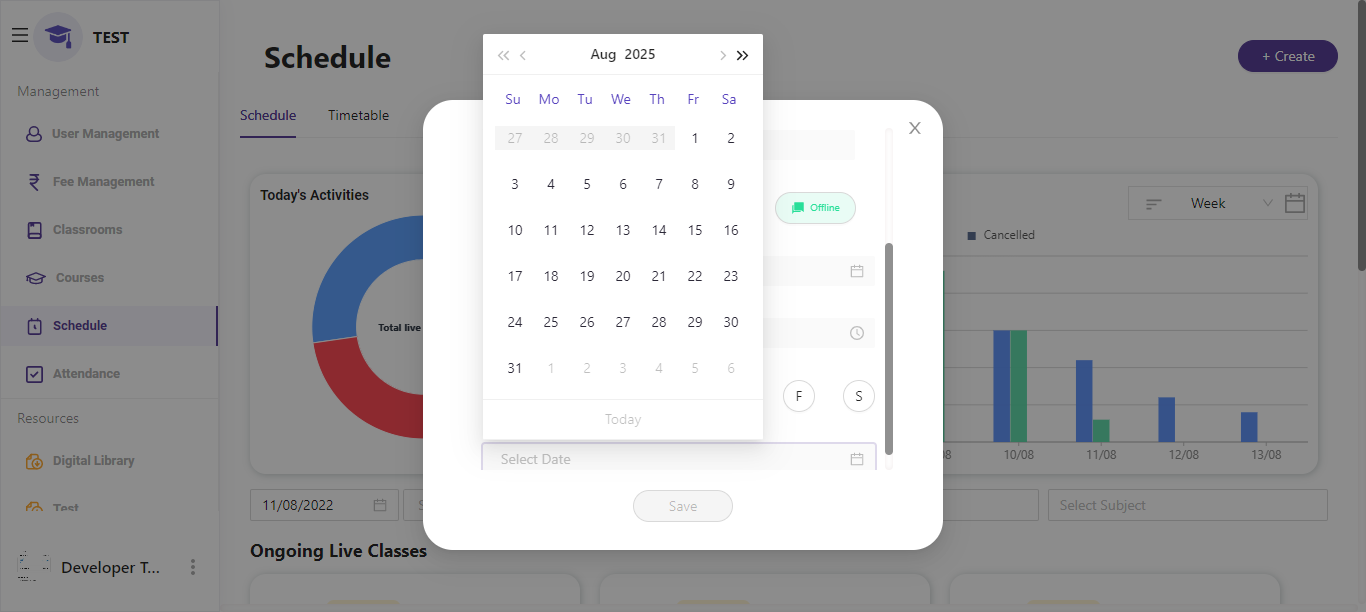 TEST
Management
User Management
Fee Management
Classrooms
Courses
Schedule
Attendance
Resources
Digital Library
Test
Developer T...
Schedule
+ Create
Schedule Timetable
Today's Activities
Total live
Week
Cancelled
10/08 11/08 12/08 13/08
11/08/2022
Select Subject
Ongoing Live Classes
Aug 2025
Su Mo Tu We Th Fr Sa
27 28 29 30 31 1 2
3 4 5 6 7 8 9
10 11 12 13 14 15 16
17 18 19 20 21 22 23
24 25 26 27 28 29 30
31 1 2 3 4 5 6
Today
X
Offline
F S
Select Date
Save